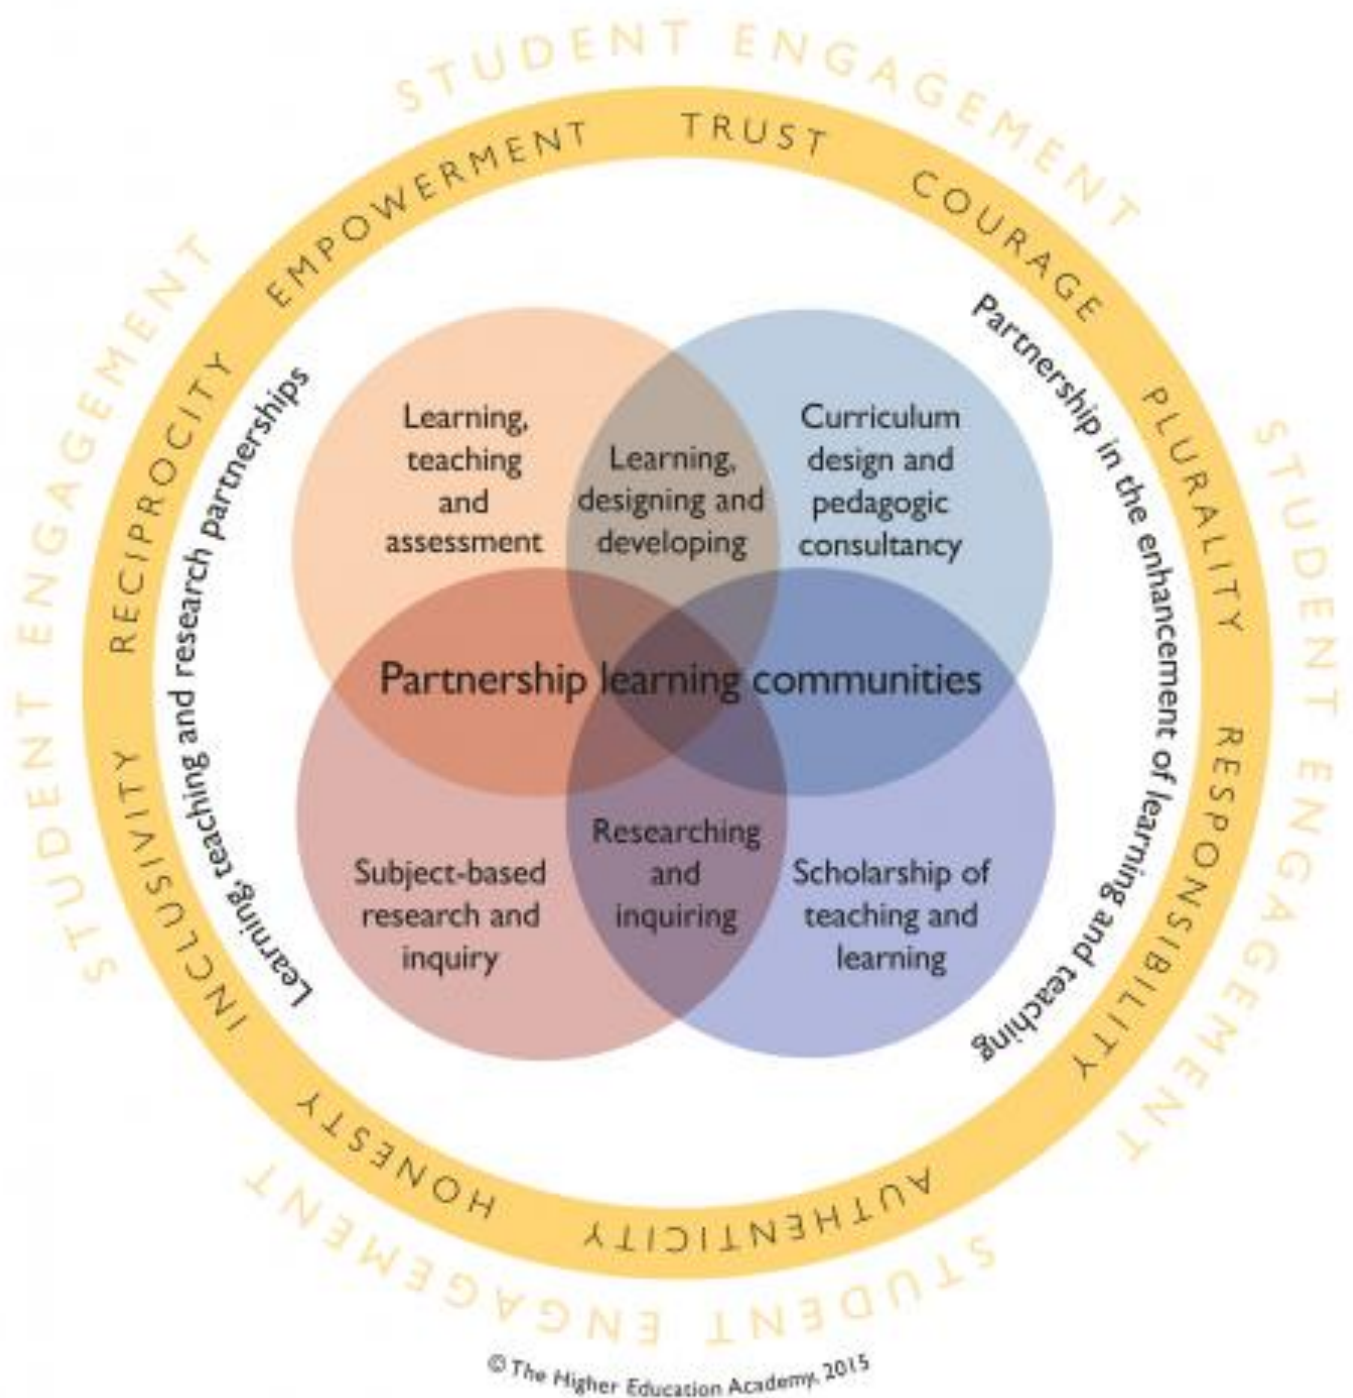 STUDENT ENGAGEMENT
STUDENT ENGAGEMENT
STUDENT ENGAGEMENT
STUDENT ENGAGEMENT
EMPOWERMENT
TRUST
COURAGE
PLURALITY
RESPONSIBILITY
AUTHENTICITY
HONESTY
INCLUSIVITY
RECIPROCITY
Learning, teaching and research partnerships
Partnership in the enhancement of learning and teaching
Learning,
teaching
and
assessment
Learning,
designing and
developing
Curriculum
design and
pedagogic
consultancy
Partnership learning communities
Subject-based
research and
inquiry
Researching
and
inquiring
Scholarship of
teaching and
learning
© The Higher Education Academy, 2015